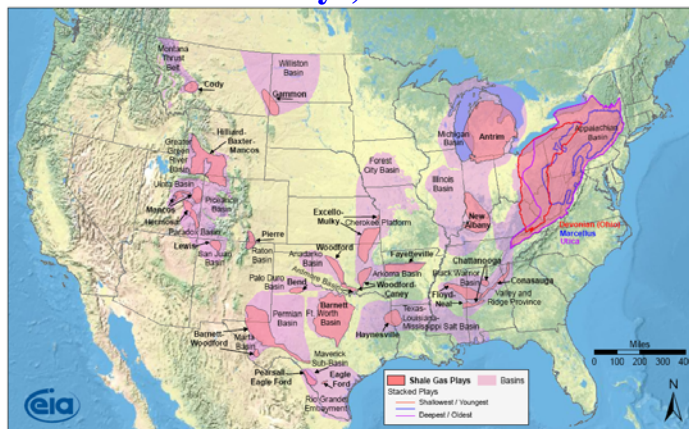 Montana
Thrust
Belt
Cody
Williston
Basin
Gammon
Greater
Green
River
Basin
Hilliard-
Baxter-
Mancos
Uinta Basin
Mancos
Piceance
Basin
Hermosa
Paradox Basin
Lewis
San Juan
Basin
Pierre
Raton
Basin
Michigan
Basin
Antrim
Appalachian
Basin
Forest
City Basin
Illinois
Basin
Excello-
Mulky
Cherokee Platform
New
Albany
Devonian (Ohio)
Marcellus
Utica
Anadarko
Basin
Woodford
Fayetteville
Chattanooga
Palo Duro
Basin
Bend
Ardmore Basin
Arkoma Basin
Woodford-
Caney
Black Warrior
Basin
Floyd-
Neal
Conasauga
Valley and
Ridge Province
Permian
Basin
Barnett
Ft. Worth
Basin
Haynesville
Texas-
Louisiana-
Mississippi Salt Basin
Barnett-
Woodford
Marfa
Basin
Maverick
Sub-Basin
Pearsall
Eagle Ford
Eagle
Ford
Rio Grande
Embayment
Miles
0 100 200 300 400
N
eia
Shale Gas Plays
Basins
Stacked Plays
Shallowest / Youngest
Deepest / Oldest